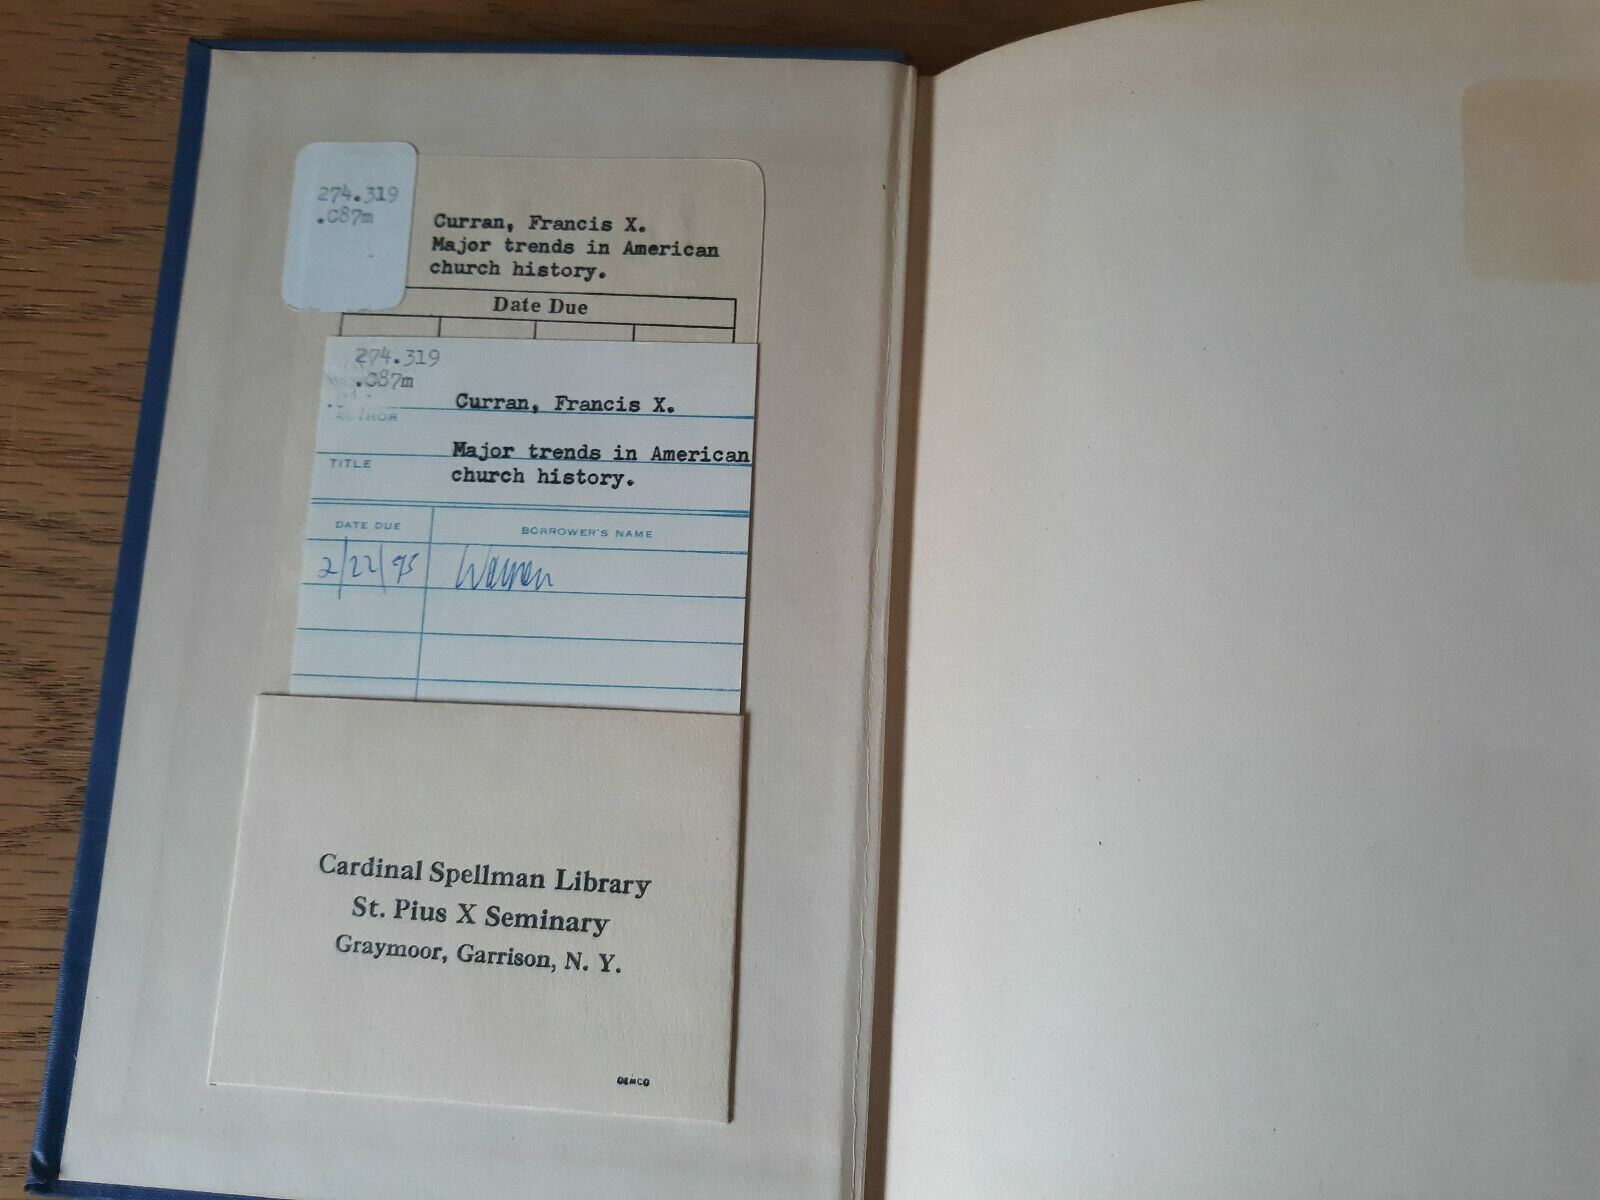 274.319
.C87m
Curran, Francis X.
Major trends in American
church history.
Date Due
274.319
.C87m
AUTHOR
Curran, Francis X.
TITLE
Major trends in American
church history.
DATE DUE
BORROWER'S NAME
2/22/95
Warren
Cardinal Spellman Library
St. Pius X Seminary
Graymoor, Garrison, N. Y.
DEMCO